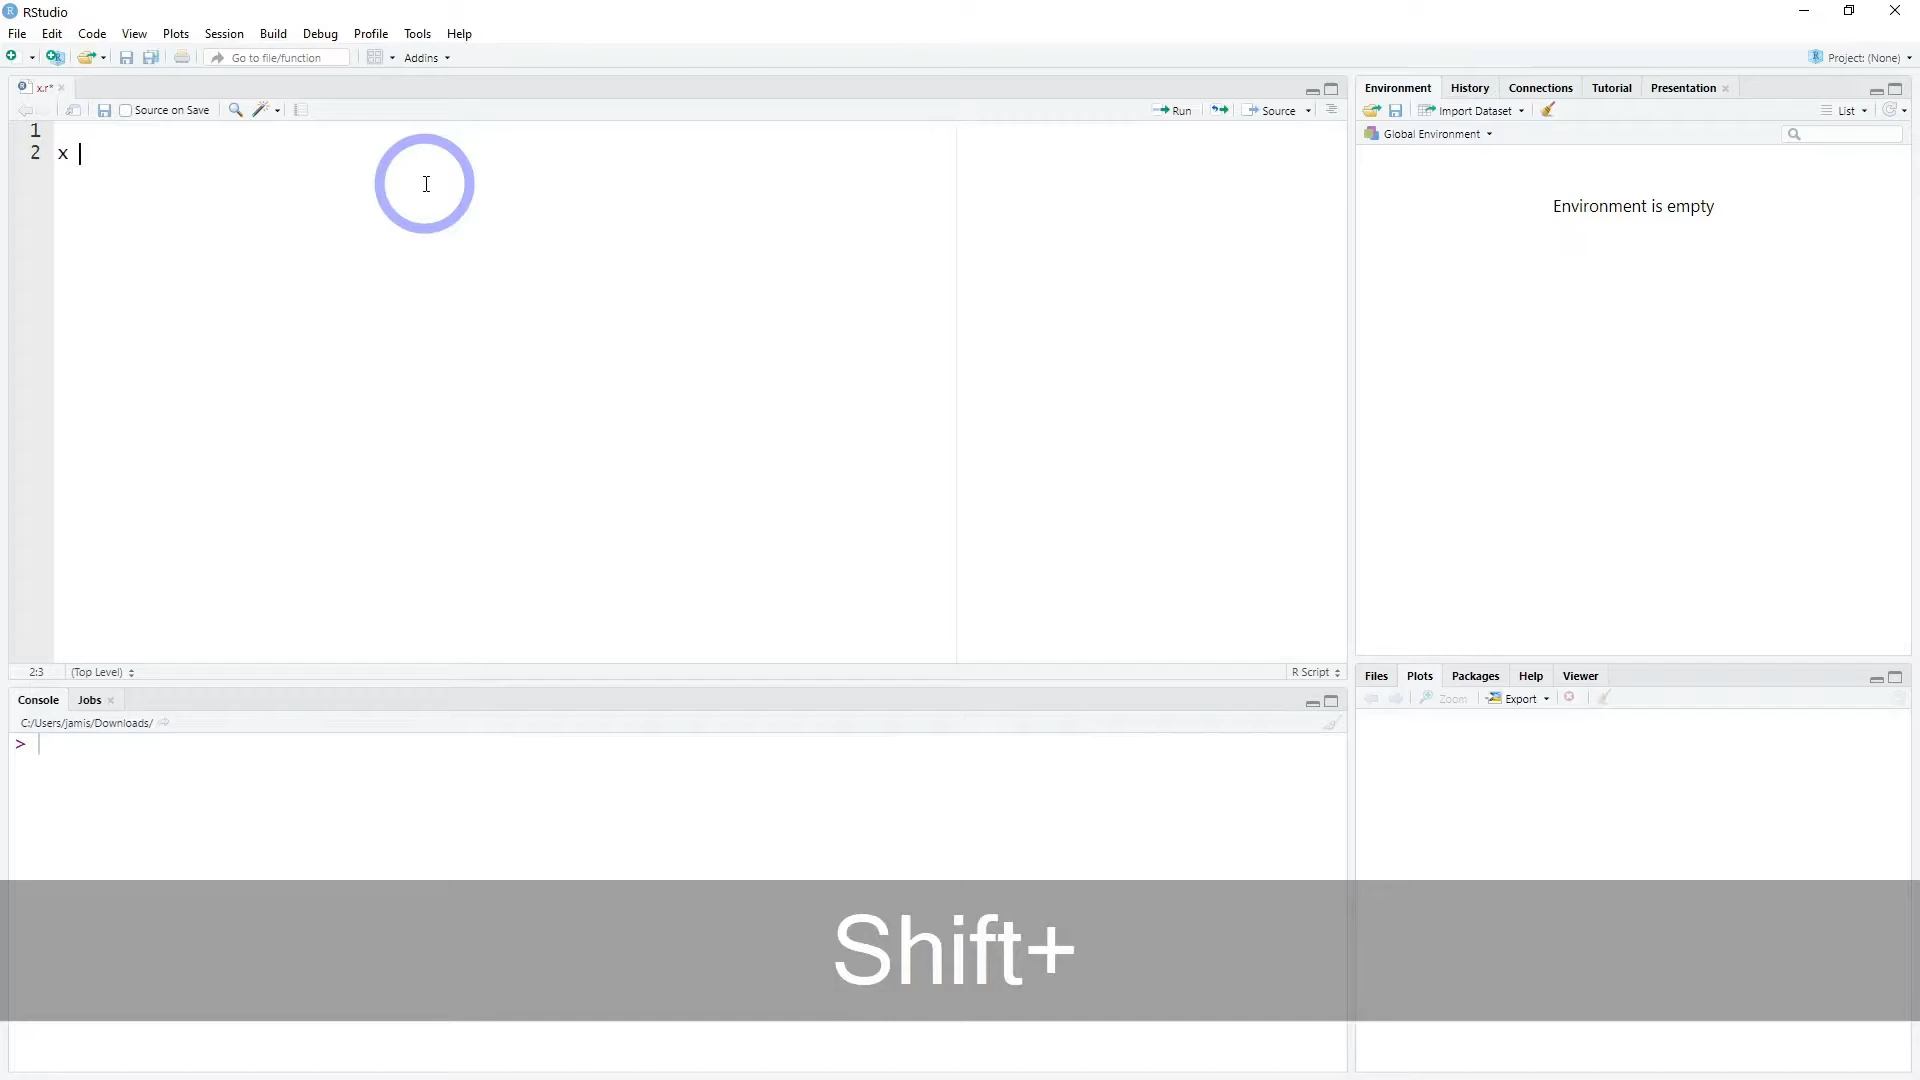 RStudio
File Edit Code View Plots Session Build Debug Profile Tools Help
Go to file/function Addins Project: (None)
x.r*
Source on Save Run Source
1
2 x
2:3 (Top Level) R Script
Console Jobs
C:/Users/jamis/Downloads/
>
Environment History Connections Tutorial Presentation
Import Dataset List
Global Environment
Environment is empty
Files Plots Packages Help Viewer
Zoom Export
Shift+